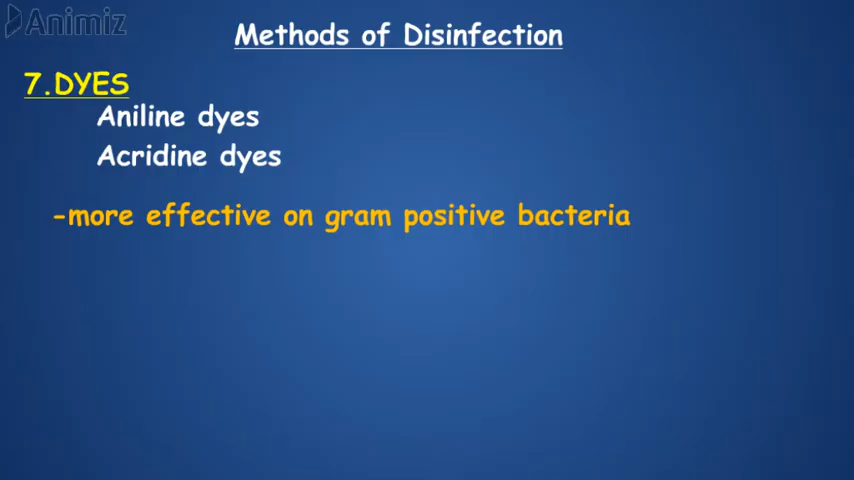 Animiz
Methods of Disinfection
7.DYES
Aniline dyes
Acridine dyes
-more effective on gram positive bacteria